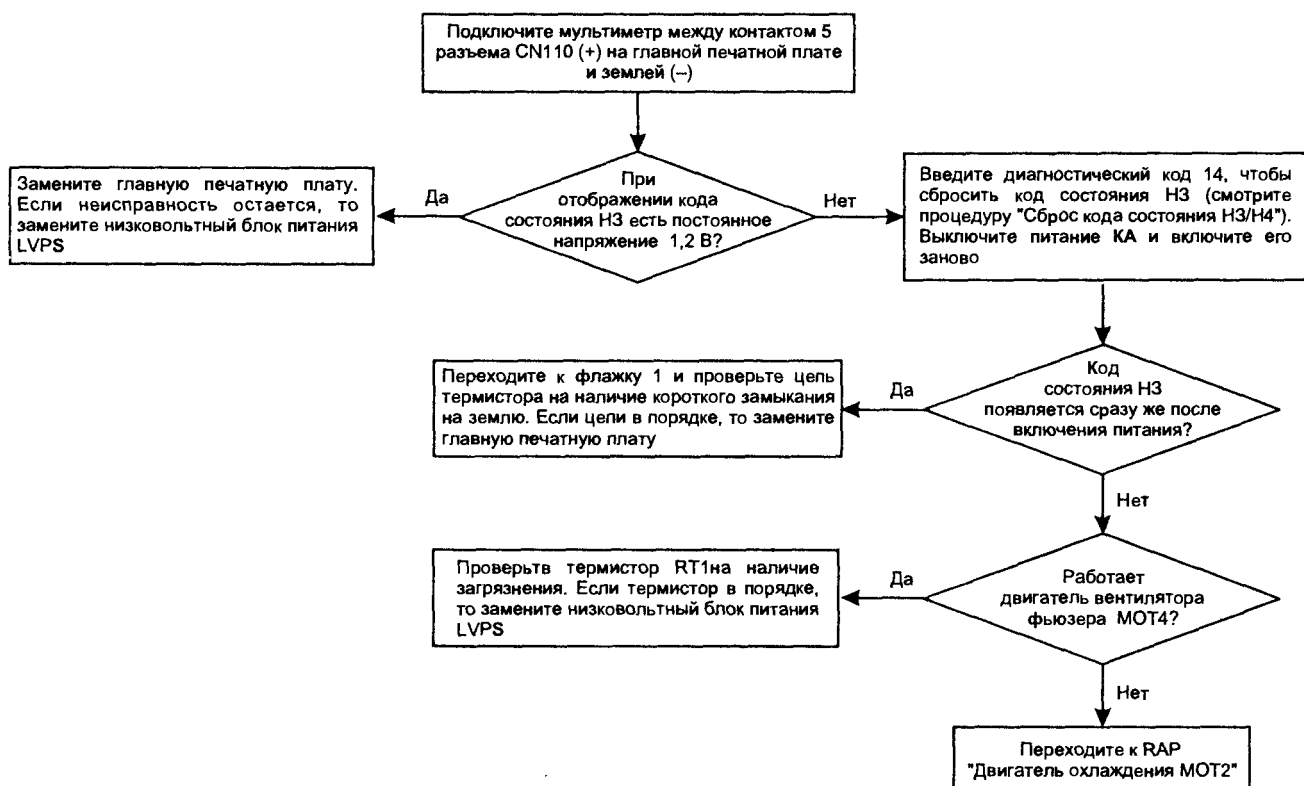 Подключите мультиметр между контактом 5
разъема CN110 (+) на главной печатной плате
и землей (–)
Замените главную печатную плату.
Если неисправность остается, то
замените низковольтный блок питания
LVPS
Да
При
отображении кода
состояния Н3 есть постоянное
напряжение 1,2 В?
Нет
Введите диагностический код 14, чтобы
сбросить код состояния Н3 (смотрите
процедуру "Сброс кода состояния Н3/Н4").
Выключите питание КА и включите его
заново
Переходите к флажку 1 и проверьте цепь
термистора на наличие короткого замыкания
на землю. Если цепи в порядке, то замените
главную печатную плату
Да
Код
состояния Н3
появляется сразу же после
включения питания?
Нет
Проверьтв термистор RT1на наличие
загрязнения. Если термистор в порядке,
то замените низковольтный блок питания
LVPS
Да
Работает
двигатель вентилятора
фьюзера МОТ4?
Нет
Переходите к RAP
"Двигатель охлаждения МОТ2"